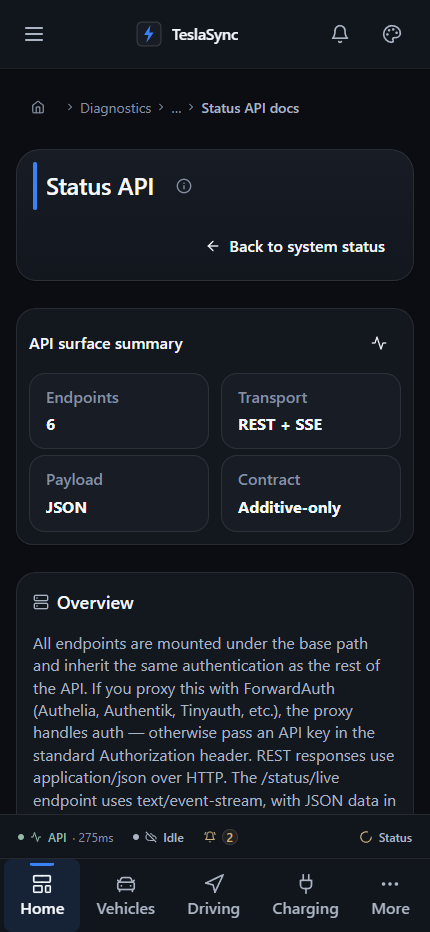 TeslaSync
Diagnostics > ... > Status API docs
Status API
← Back to system status
API surface summary
Endpoints
6
Transport
REST + SSE
Payload
JSON
Contract
Additive-only
Overview
All endpoints are mounted under the base path
and inherit the same authentication as the rest of
the API. If you proxy this with ForwardAuth
(Authelia, Authentik, Tinyauth, etc.), the proxy
handles auth — otherwise pass an API key in the
standard Authorization header. REST responses use
application/json over HTTP. The /status/live
endpoint uses text/event-stream, with JSON data in
API · 275ms
Idle
2
Status
Home
Vehicles
Driving
Charging
More